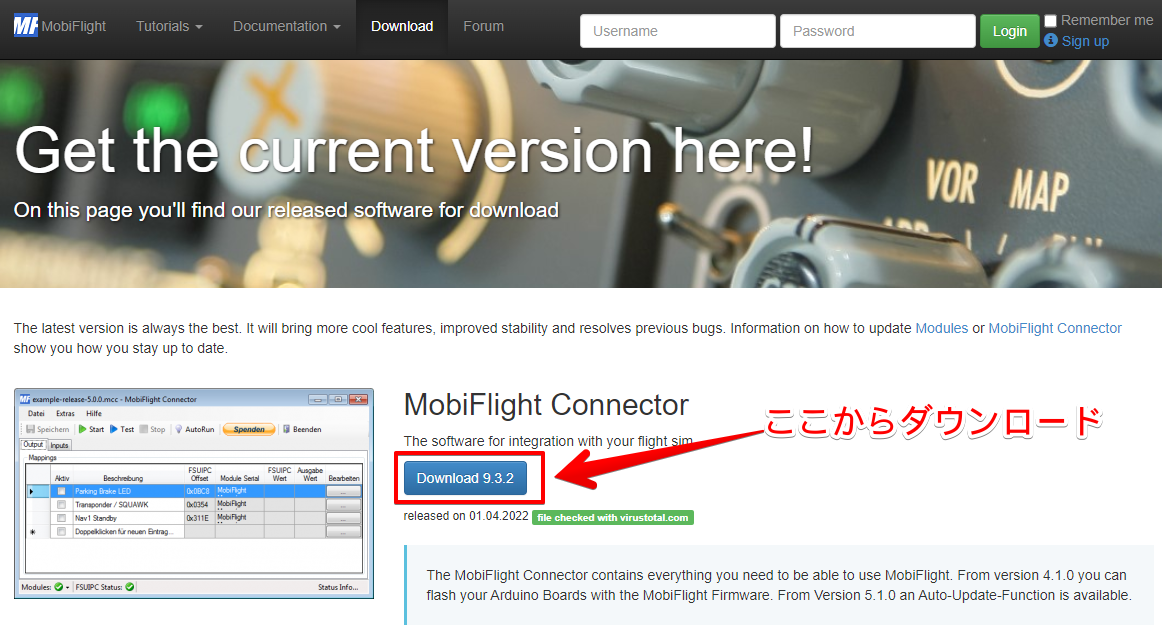 MF MobiFlight Tutorials Documentation Download Forum Username Password Login Remember me
Sign up
Get the current version here!
On this page you'll find our released software for download
VOR MAP
The latest version is always the best. It will bring more cool features, improved stability and resolves previous bugs. Information on how to update Modules or MobiFlight Connector
show you how you stay up to date.
MF example-release-5.0.0.mcc - MobiFlight Connector
Datei Extras Hilfe
Speichern Start Test Stop AutoRun Spenden Beenden
Output Inputs
Mappings
Aktiv Beschreibung FSUIPC Offset Module Serial FSUIPC Wert Ausgabe Wert Bearbeiten
Parking Brake LED 0x0BC8 MobiFlight ...
Transponder / SQUAWK 0x0354 MobiFlight ...
Nav1 Standby 0x311E MobiFlight ...
Doppelklicken für neuen Eintrag... ...
Modules: FSUIPC Status: Status Info...
MobiFlight Connector
The software for integration with your flight sim
ここからダウンロード
Download 9.3.2
released on 01.04.2022 file checked with virustotal.com
The MobiFlight Connector contains everything you need to be able to use MobiFlight. From version 4.1.0 you can
flash your Arduino Boards with the MobiFlight Firmware. From Version 5.1.0 an Auto-Update-Function is available.